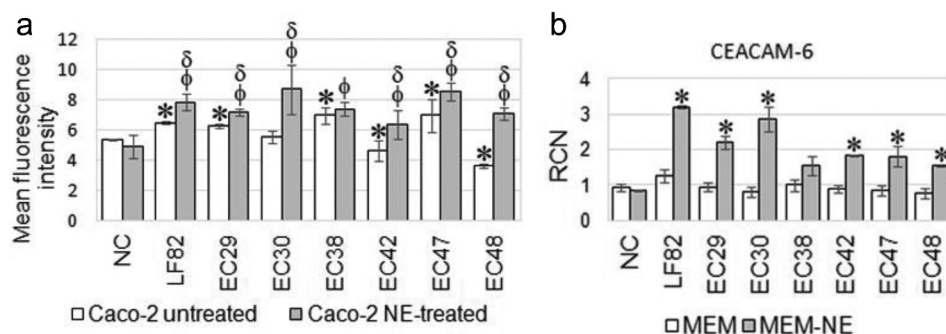 a
Mean fluorescence
intensity
12
10
8
6
4
2
0
* δ ϕ * δ ϕ δ ϕ * ϕ * δ ϕ * δ ϕ * δ ϕ
NC LF82 EC29 EC30 EC38 EC42 EC47 EC48
Caco-2 untreated Caco-2 NE-treated
b
CEACAM-6
RCN
4
3
2
1
0
* * * * * *
NC LF82 EC29 EC30 EC38 EC42 EC47 EC48
MEM MEM-NE